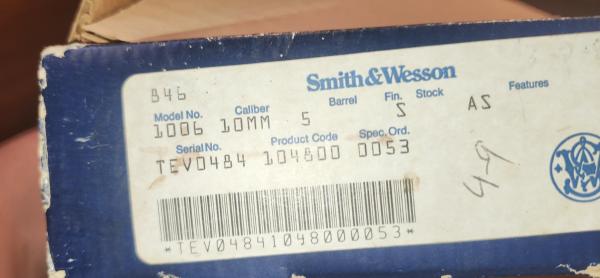 Smith&Wesson
846
Model No. Caliber Barrel Fin. Stock Features
1006 10MM 5 S AS
Serial No. Product Code Spec. Ord.
TEV0484 104800 0053
49
*TEV04841048000053*